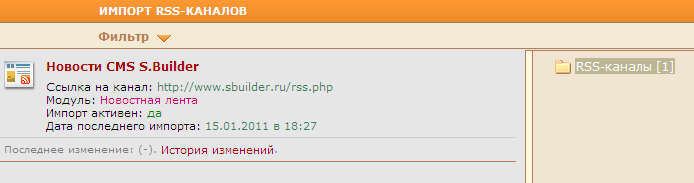 ИМПОРТ RSS-КАНАЛОВ
Фильтр
Новости CMS S.Builder
Ссылка на канал: http://www.sbuilder.ru/rss.php
Модуль: Новостная лента
Импорт активен: да
Дата последнего импорта: 15.01.2011 в 18:27
Последнее изменение: (-). История изменений.
RSS-каналы [1]